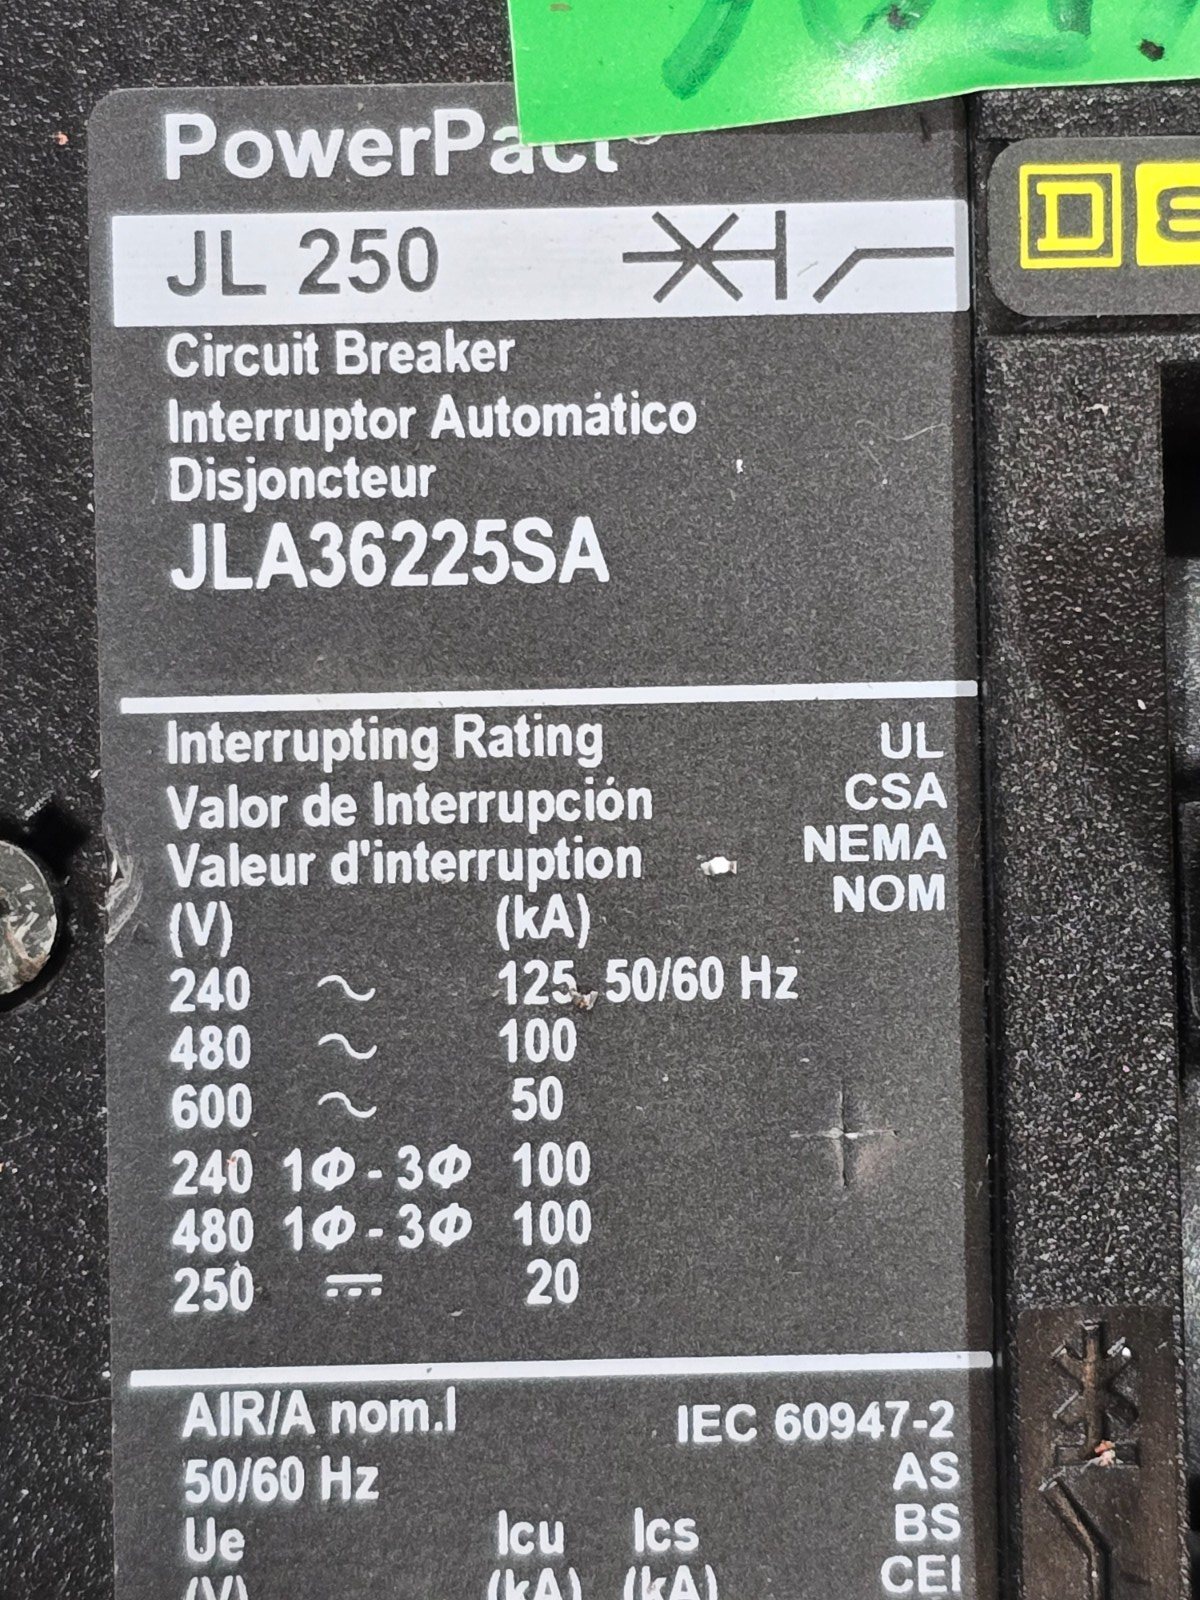 PowerPact
JL 250
Circuit Breaker
Interruptor Automático
Disjoncteur
JLA36225SA
Interrupting Rating UL
Valor de Interrupción CSA
Valeur d'interruption NEMA
(V) (kA) NOM
240 ~ 125 50/60 Hz
480 ~ 100
600 ~ 50
240 1Φ - 3Φ 100
480 1Φ - 3Φ 100
250 ⎓ 20
AIR/A nom.I IEC 60947-2
50/60 Hz AS
Ue Icu Ics BS
(V) (kA) (kA) CEI
D